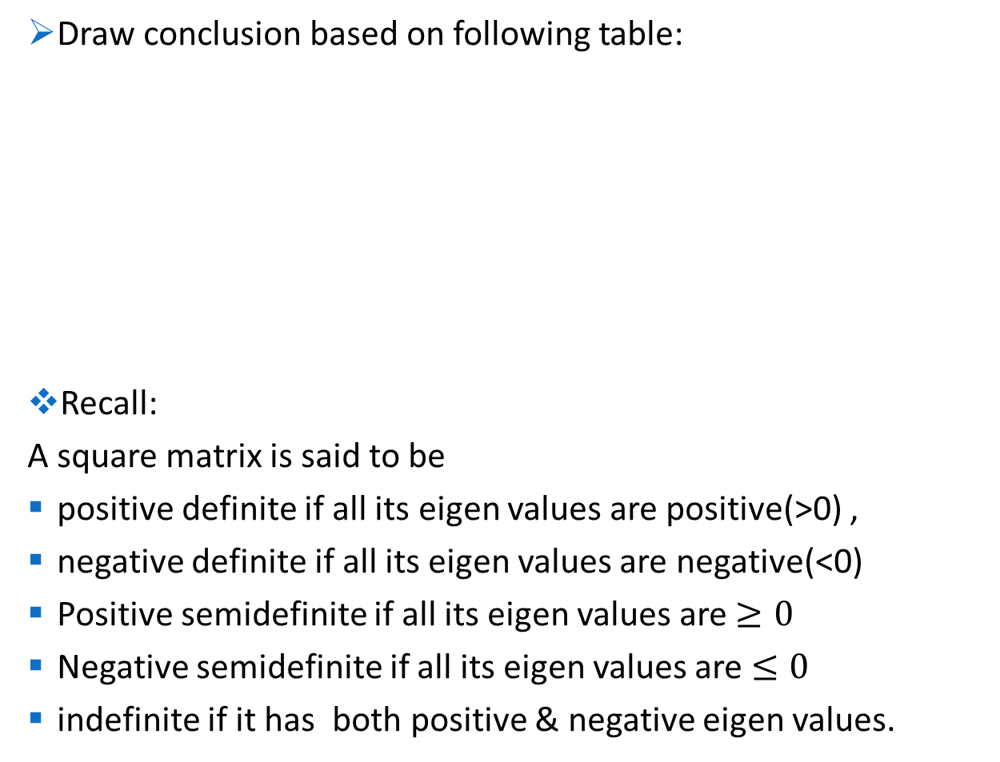 ➢Draw conclusion based on following table:
❖Recall:
A square matrix is said to be
▪ positive definite if all its eigen values are positive(>0) ,
▪ negative definite if all its eigen values are negative(<0)
▪ Positive semidefinite if all its eigen values are ≥ 0
▪ Negative semidefinite if all its eigen values are ≤ 0
▪ indefinite if it has  both positive & negative eigen values.